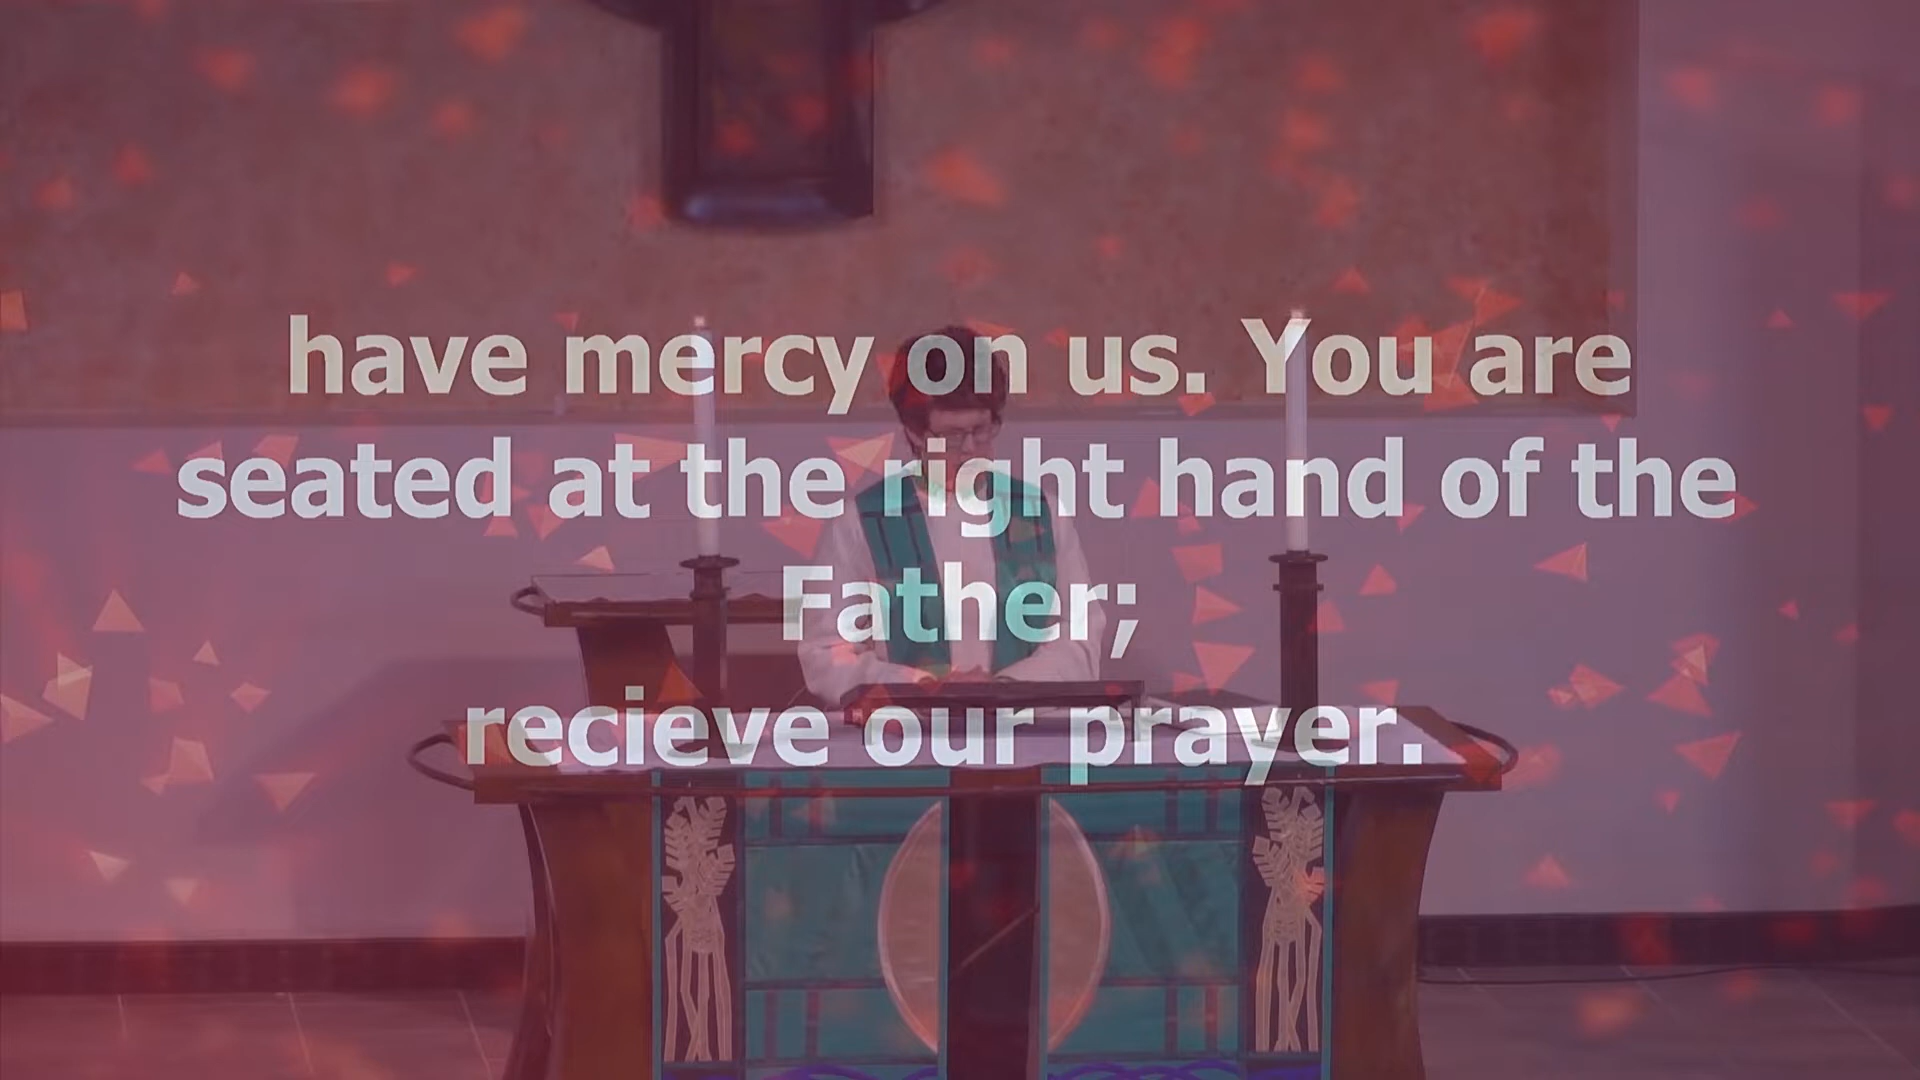 have mercy on us. You are
seated at the right hand of the
Father;
recieve our prayer.